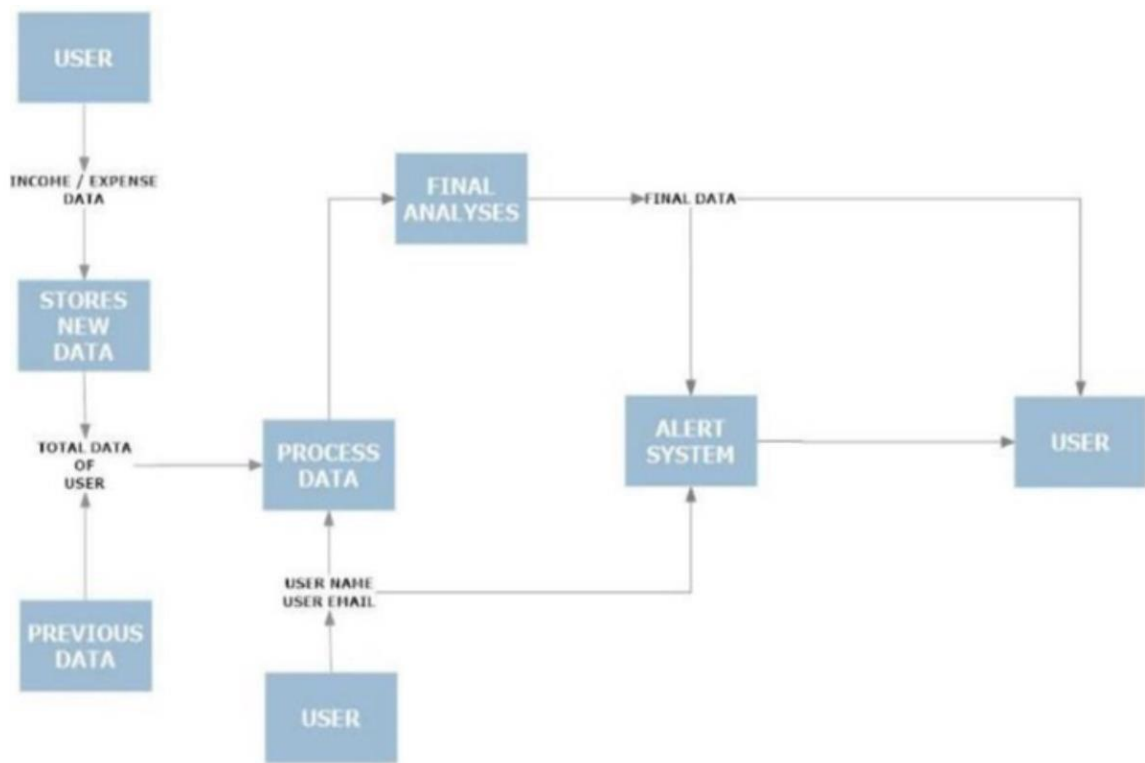 USER
INCOME / EXPENSE
DATA
STORES
NEW
DATA
TOTAL DATA
OF
USER
PREVIOUS
DATA
PROCESS
DATA
USER NAME
USER EMAIL
USER
FINAL
ANALYSES
FINAL DATA
ALERT
SYSTEM
USER